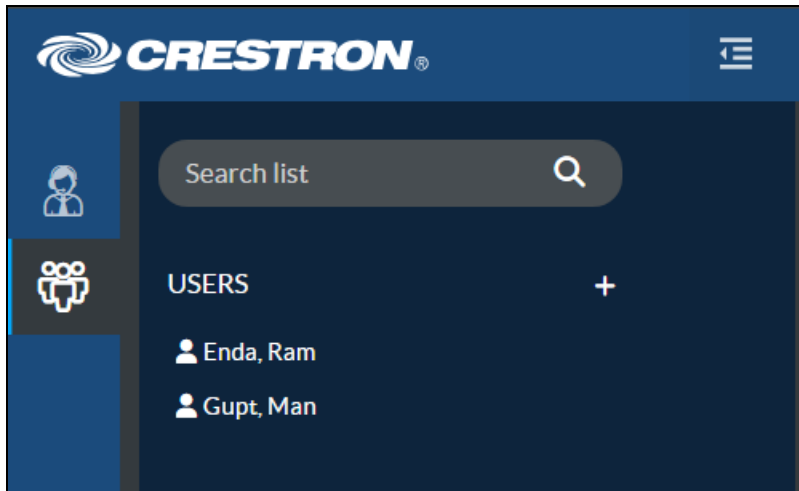 CRESTRON®
Search list
USERS +
Enda, Ram
Gupt, Man